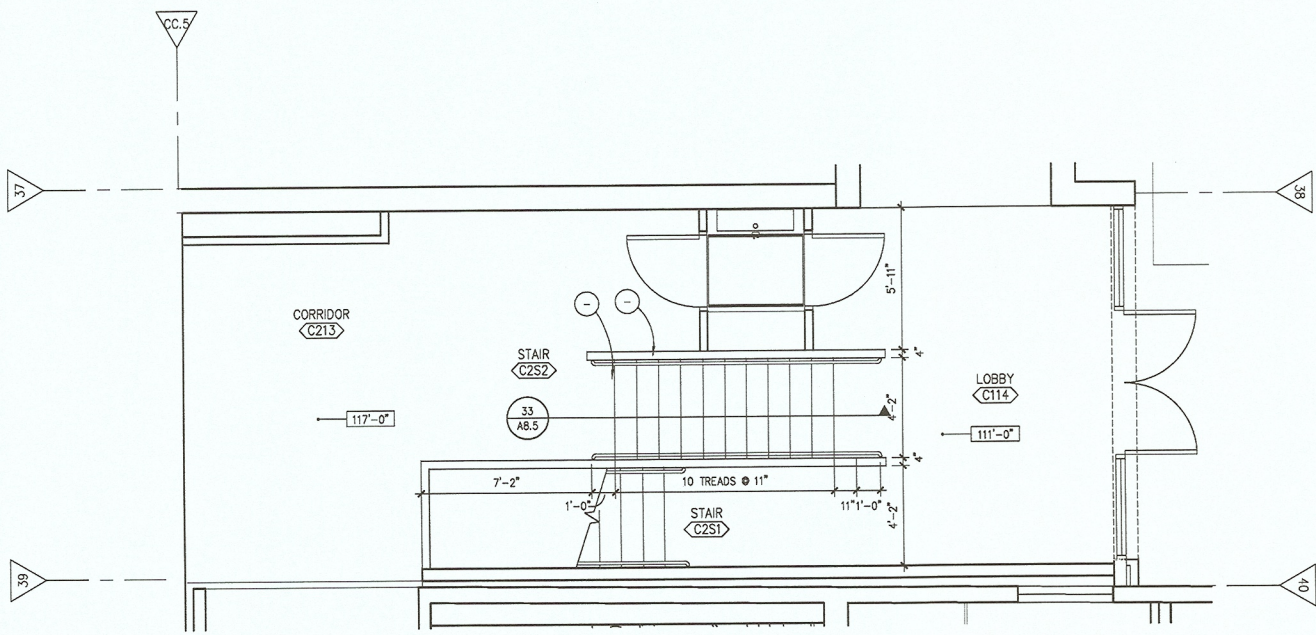 CC.5
37
38
5'-11"
CORRIDOR
C213
STAIR
C2S2
4"
LOBBY
C114
33
A8.5
4'-2"
117'-0"
111'-0"
4"
7'-2"
10 TREADS @ 11"
1'-0"
11"
1'-0"
4'-2"
STAIR
C2S1
39
40